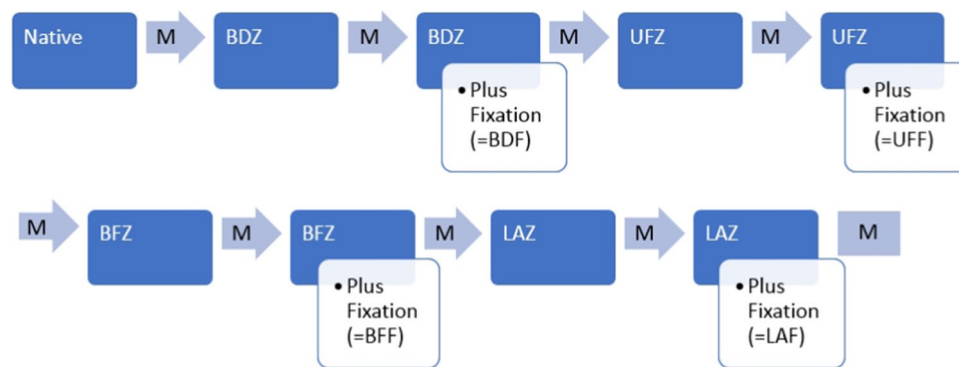 Native
M
BDZ
M
BDZ
• Plus
Fixation
(=BDF)
M
UFZ
M
UFZ
• Plus
Fixation
(=UFF)
M
BFZ
M
BFZ
• Plus
Fixation
(=BFF)
M
LAZ
M
LAZ
• Plus
Fixation
(=LAF)
M